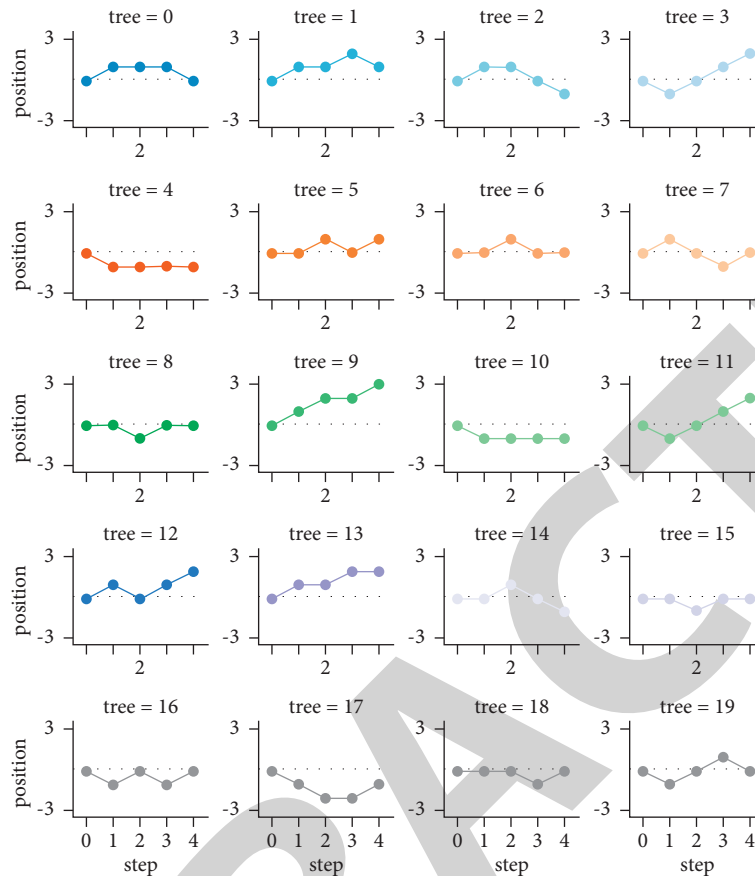 tree = 0 tree = 1 tree = 2 tree = 3
position
3 3 3 3
-3 -3 -3 -3
2 2 2 2
tree = 4 tree = 5 tree = 6 tree = 7
position
3 3 3 3
-3 -3 -3 -3
2 2 2 2
tree = 8 tree = 9 tree = 10 tree = 11
position
3 3 3 3
-3 -3 -3 -3
2 2 2 2
tree = 12 tree = 13 tree = 14 tree = 15
position
3 3 3 3
-3 -3 -3 -3
2 2 2 2
tree = 16 tree = 17 tree = 18 tree = 19
position
3 3 3 3
-3 -3 -3 -3
0 1 2 3 4 0 1 2 3 4 0 1 2 3 4 0 1 2 3 4
step step step step